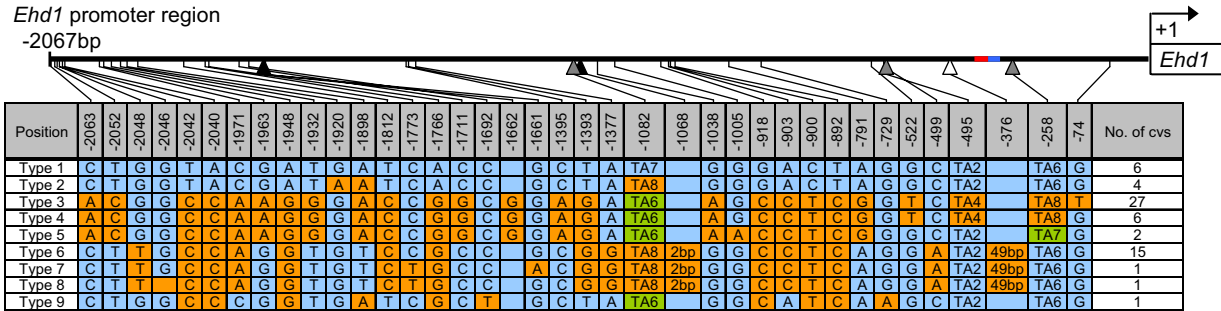 Ehd1 promoter region
-2067bp
+1
Ehd1
Position -2063 -2052 -2048 -2046 -2042 -2040 -1971 -1963 -1948 -1932 -1920 -1898 -1812 -1773 -1766 -1711 -1692 -1662 -1661 -1395 -1393 -1377 -1082 -1068 -1038 -1005 -918 -903 -900 -892 -791 -729 -522 -499 -495 -376 -258 -74 No. of cvs
Type 1 C T G G T A C G A T G A T C A C C G C T A TA7 G G G A C T A G G C TA2 TA6 G 6
Type 2 C T G G T A C G A T A A T C A C C G C T A TA8 G G G A C T A G G C TA2 TA6 G 4
Type 3 A C G G C C A A G G G A C C G G C G G A G A TA6 A G C C T C G G T C TA4 TA8 T 27
Type 4 A C G G C C A A G G G A C C G G C G G A G A TA6 A G C C T C G G T C TA4 TA8 G 6
Type 5 A C G G C C A A G G G A C C G G C G G A G A TA6 A A C C T C G G G C TA2 TA7 G 2
Type 6 C T T G C C A G G T G T C C G C C G C G G TA8 2bp G G C C T C A G G A TA2 49bp TA6 G 15
Type 7 C T T G C C A G G T G T C T G C C A C G G TA8 2bp G G C C T C A G G A TA2 49bp TA6 G 1
Type 8 C T T C C A G G T G T C T G C C G C G G TA8 2bp G G C C T C A G G A TA2 49bp TA6 G 1
Type 9 C T G G C C C G G T G A T C G C T G C T A TA6 G G C A T C A A G C TA2 TA6 G 1